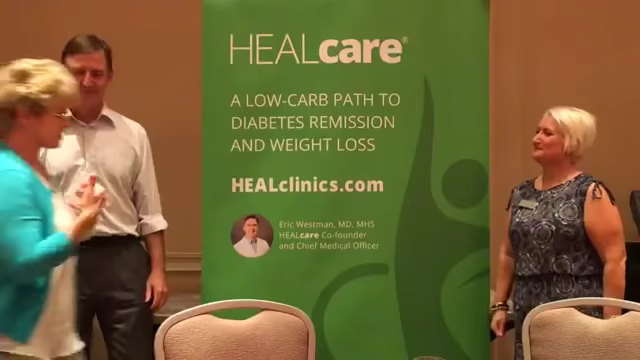 HEALcare®
A LOW-CARB PATH TO
DIABETES REMISSION
AND WEIGHT LOSS
HEALclinics.com
Eric Westman, MD, MHS
HEALcare Co-founder
and Chief Medical Officer